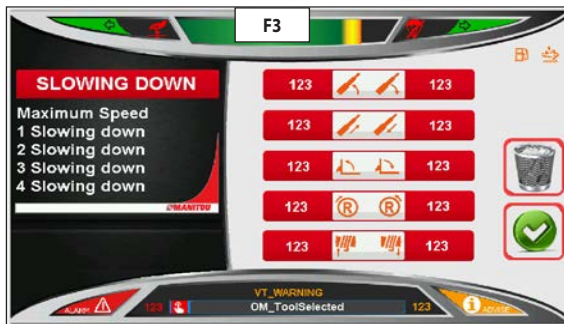 F3
SLOWING DOWN
Maximum Speed
1 Slowing down
2 Slowing down
3 Slowing down
4 Slowing down
MANITOU
123 123
123 123
123 123
123 R R 123
123 123
VT_WARNING
ALARM 123 OM_ToolSelected 123 ADVISE